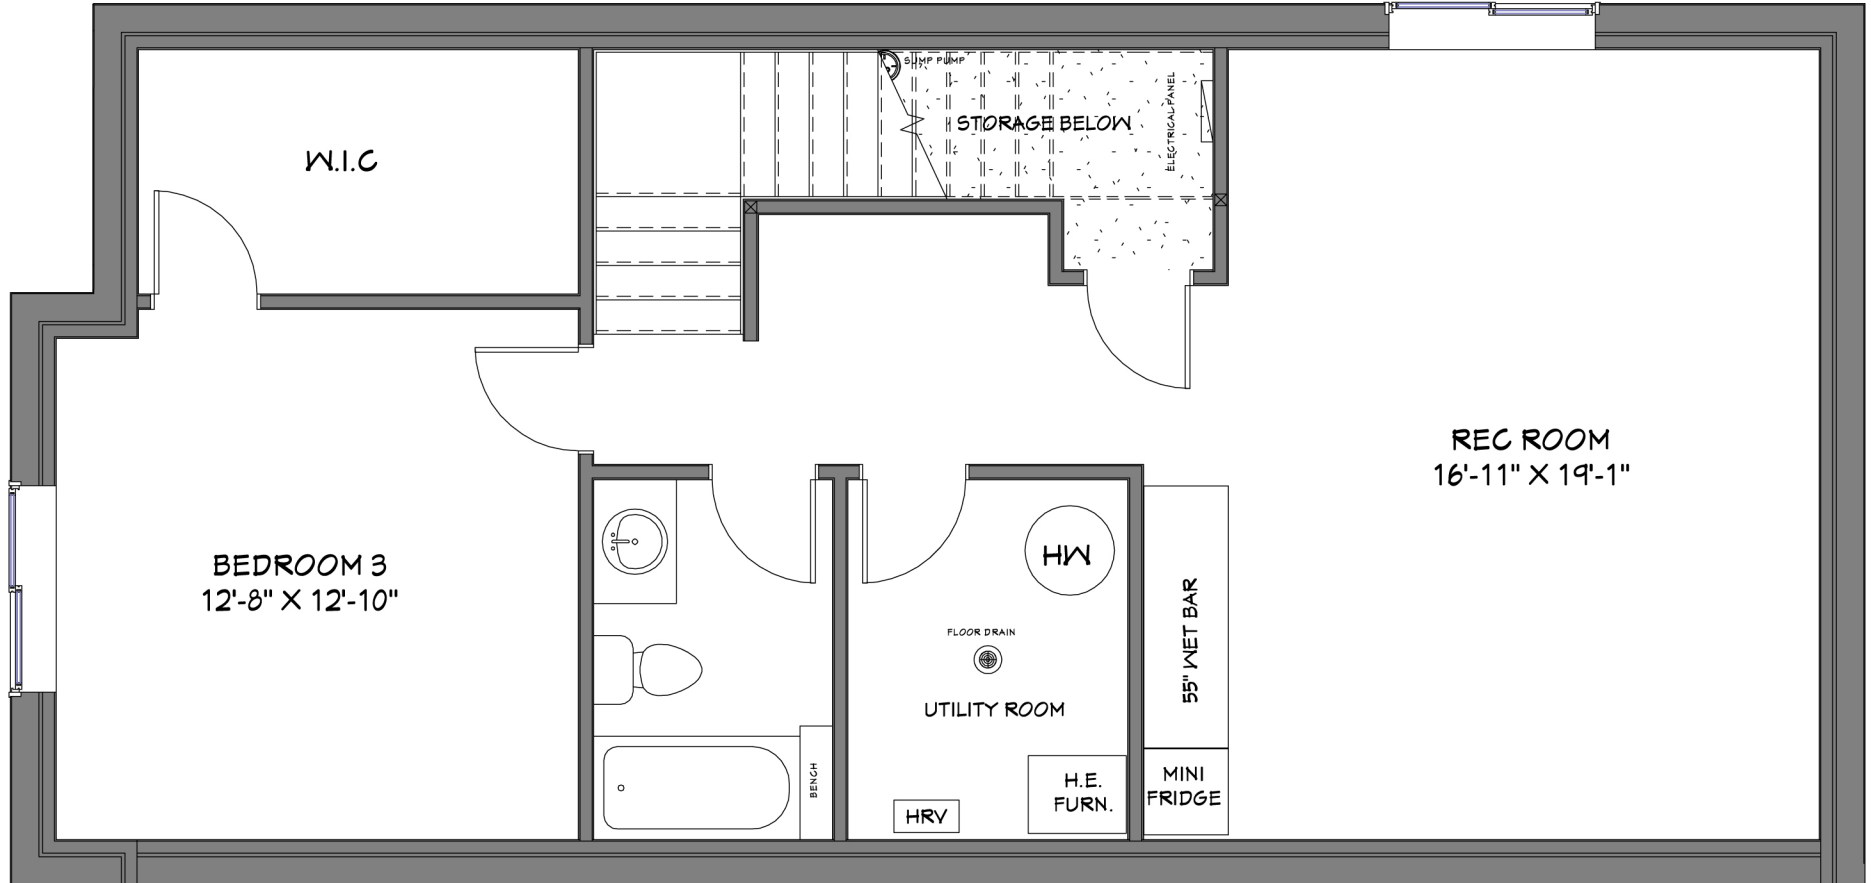 SUMP PUMP
ELECTRICAL PANEL
STORAGE BELOW
W.I.C
REC ROOM
16'-11" X 19'-1"
BEDROOM 3
12'-8" X 12'-10"
HW
55" WET BAR
FLOOR DRAIN
UTILITY ROOM
BENCH
HRV
H.E.
FURN.
MINI
FRIDGE